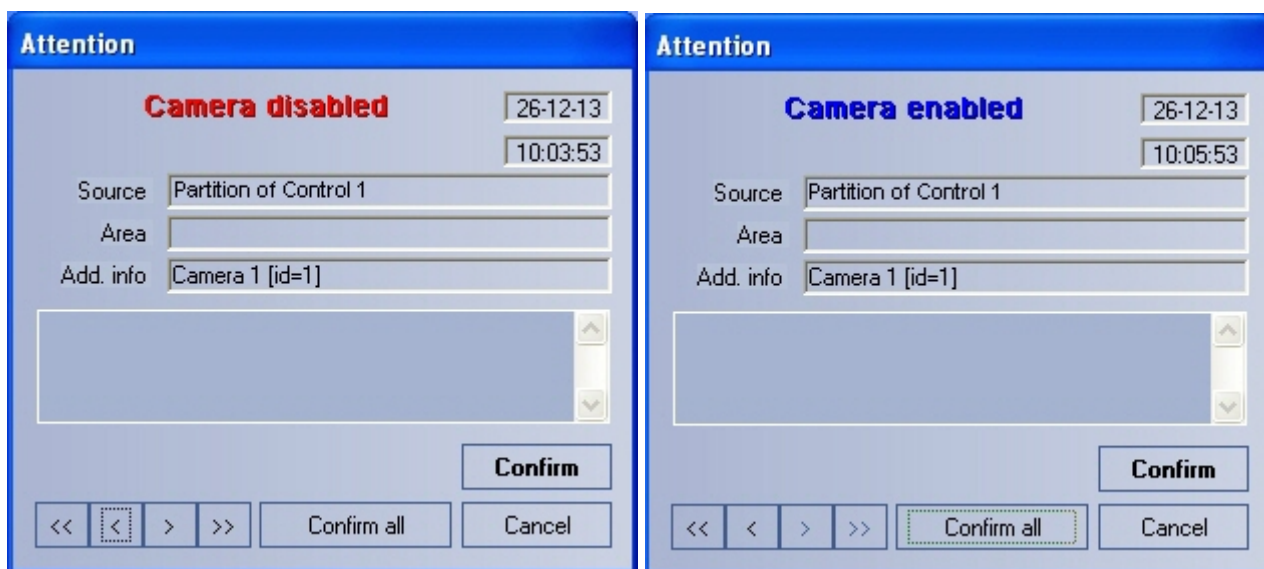 Attention
Camera disabled
26-12-13
10:03:53
Source Partition of Control 1
Area
Add. info Camera 1 [id=1]
Confirm
<< < > >> Confirm all Cancel
Attention
Camera enabled
26-12-13
10:05:53
Source Partition of Control 1
Area
Add. info Camera 1 [id=1]
Confirm
<< < > >> Confirm all Cancel